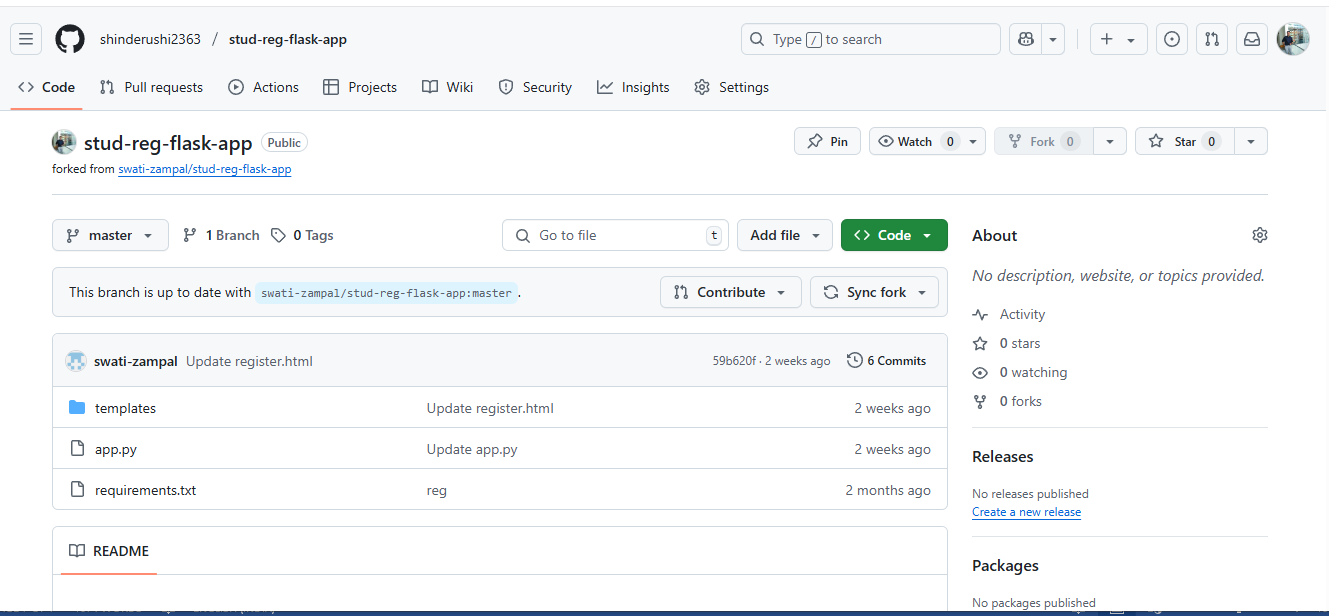 shinderushi2363 / stud-reg-flask-app
Type / to search
Code Pull requests Actions Projects Wiki Security Insights Settings
stud-reg-flask-app Public
Pin Watch 0 Fork 0 Star 0
forked from swati-zampal/stud-reg-flask-app
master 1 Branch 0 Tags
Go to file t Add file Code
This branch is up to date with swati-zampal/stud-reg-flask-app:master .
Contribute Sync fork
swati-zampal Update register.html 59b620f · 2 weeks ago 6 Commits
templates Update register.html 2 weeks ago
app.py Update app.py 2 weeks ago
requirements.txt reg 2 months ago
README
About
No description, website, or topics provided.
Activity
0 stars
0 watching
0 forks
Releases
No releases published
Create a new release
Packages
No packages published